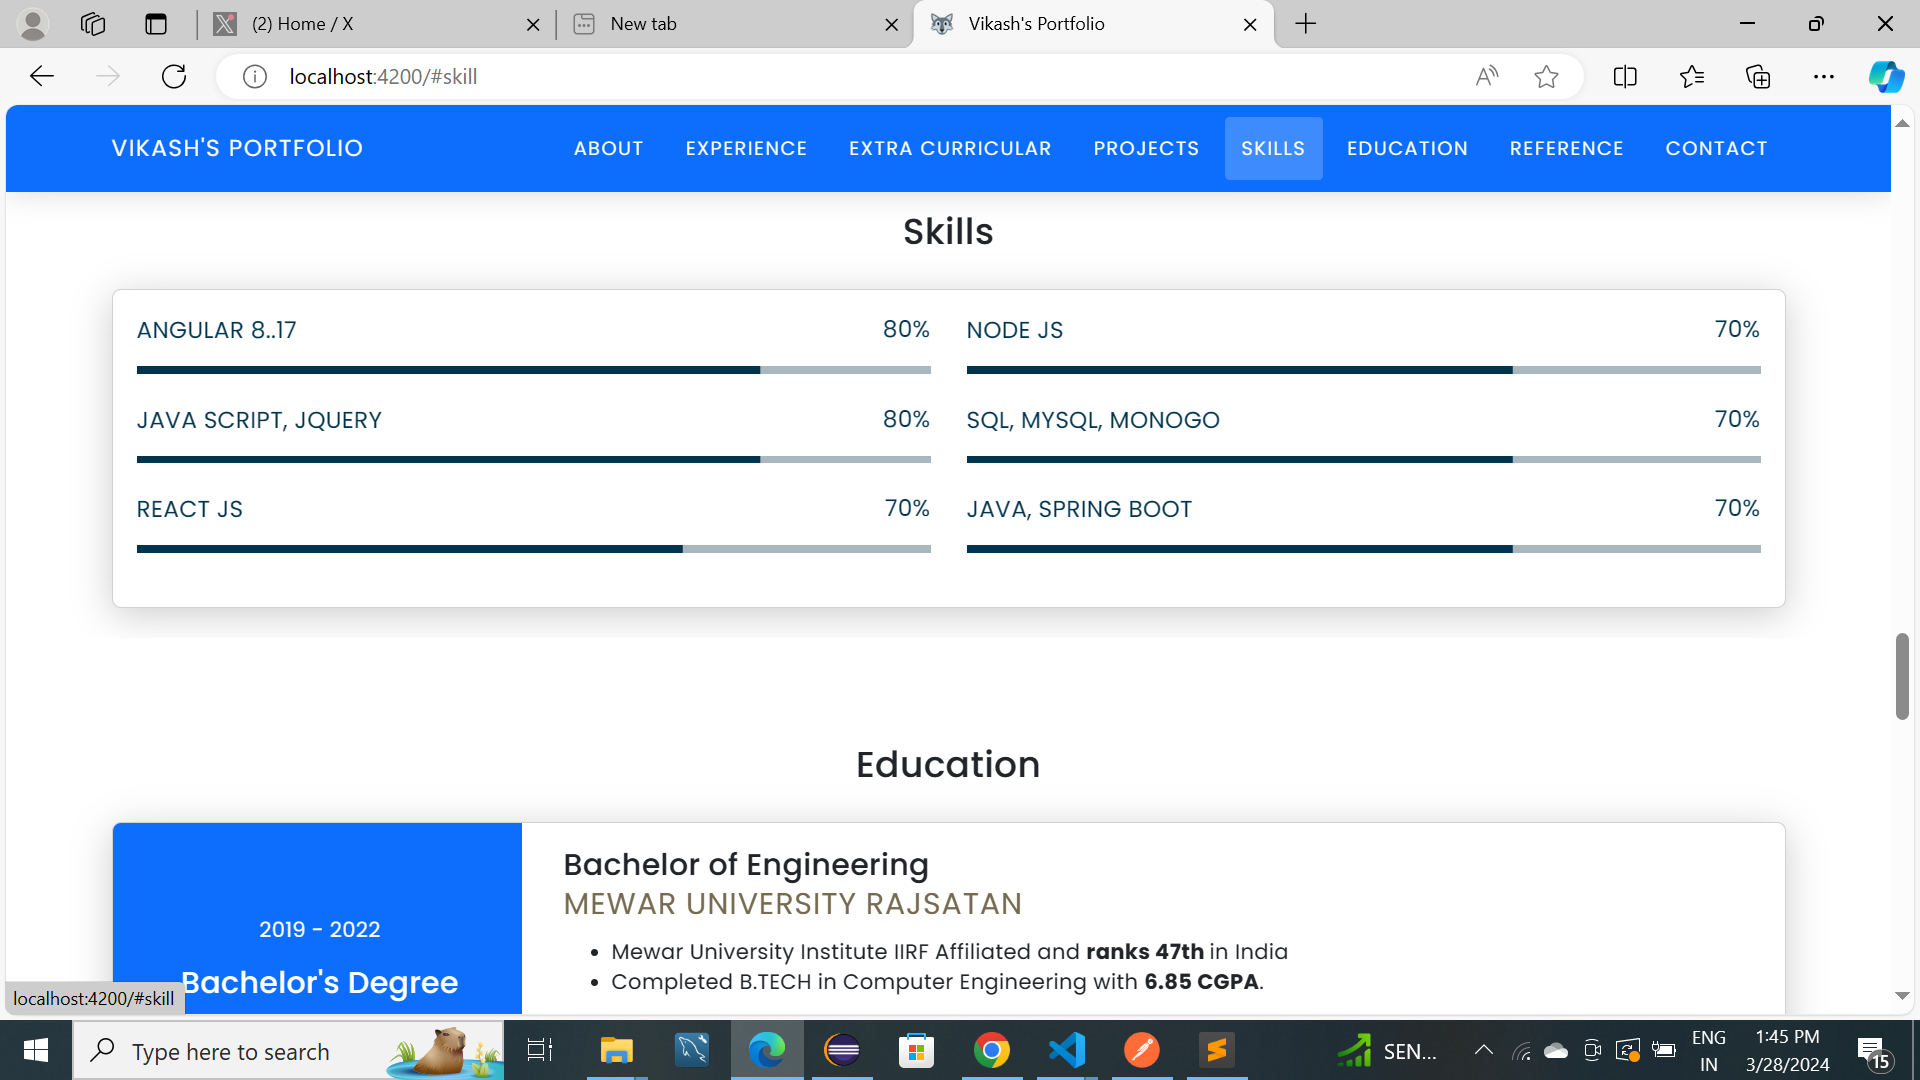 (2) Home / X
New tab
Vikash's Portfolio
localhost:4200/#skill
VIKASH'S PORTFOLIO
ABOUT
EXPERIENCE
EXTRA CURRICULAR
PROJECTS
SKILLS
EDUCATION
REFERENCE
CONTACT
Skills
ANGULAR 8..17 80%
NODE JS 70%
JAVA SCRIPT, JQUERY 80%
SQL, MYSQL, MONOGO 70%
REACT JS 70%
JAVA, SPRING BOOT 70%
Education
2019 - 2022
Bachelor's Degree
Bachelor of Engineering
MEWAR UNIVERSITY RAJSATAN
• Mewar University Institute IIRF Affiliated and ranks 47th in India
• Completed B.TECH in Computer Engineering with 6.85 CGPA.
localhost:4200/#skill
Type here to search
SEN...
ENG
IN
1:45 PM
3/28/2024
15